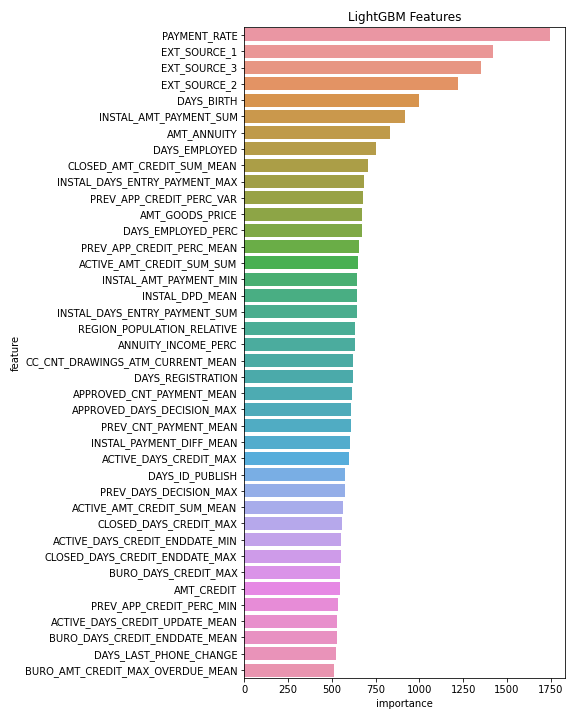 LightGBM Features
PAYMENT_RATE
EXT_SOURCE_1
EXT_SOURCE_3
EXT_SOURCE_2
DAYS_BIRTH
INSTAL_AMT_PAYMENT_SUM
AMT_ANNUITY
DAYS_EMPLOYED
CLOSED_AMT_CREDIT_SUM_MEAN
INSTAL_DAYS_ENTRY_PAYMENT_MAX
PREV_APP_CREDIT_PERC_VAR
AMT_GOODS_PRICE
DAYS_EMPLOYED_PERC
PREV_APP_CREDIT_PERC_MEAN
ACTIVE_AMT_CREDIT_SUM_SUM
INSTAL_AMT_PAYMENT_MIN
INSTAL_DPD_MEAN
INSTAL_DAYS_ENTRY_PAYMENT_SUM
REGION_POPULATION_RELATIVE
ANNUITY_INCOME_PERC
CC_CNT_DRAWINGS_ATM_CURRENT_MEAN
DAYS_REGISTRATION
APPROVED_CNT_PAYMENT_MEAN
APPROVED_DAYS_DECISION_MAX
PREV_CNT_PAYMENT_MEAN
INSTAL_PAYMENT_DIFF_MEAN
ACTIVE_DAYS_CREDIT_MAX
DAYS_ID_PUBLISH
PREV_DAYS_DECISION_MAX
ACTIVE_AMT_CREDIT_SUM_MEAN
CLOSED_DAYS_CREDIT_MAX
ACTIVE_DAYS_CREDIT_ENDDATE_MIN
CLOSED_DAYS_CREDIT_ENDDATE_MAX
BURO_DAYS_CREDIT_MAX
AMT_CREDIT
PREV_APP_CREDIT_PERC_MIN
ACTIVE_DAYS_CREDIT_UPDATE_MEAN
BURO_DAYS_CREDIT_ENDDATE_MEAN
DAYS_LAST_PHONE_CHANGE
BURO_AMT_CREDIT_MAX_OVERDUE_MEAN
feature
0 250 500 750 1000 1250 1500 1750
importance